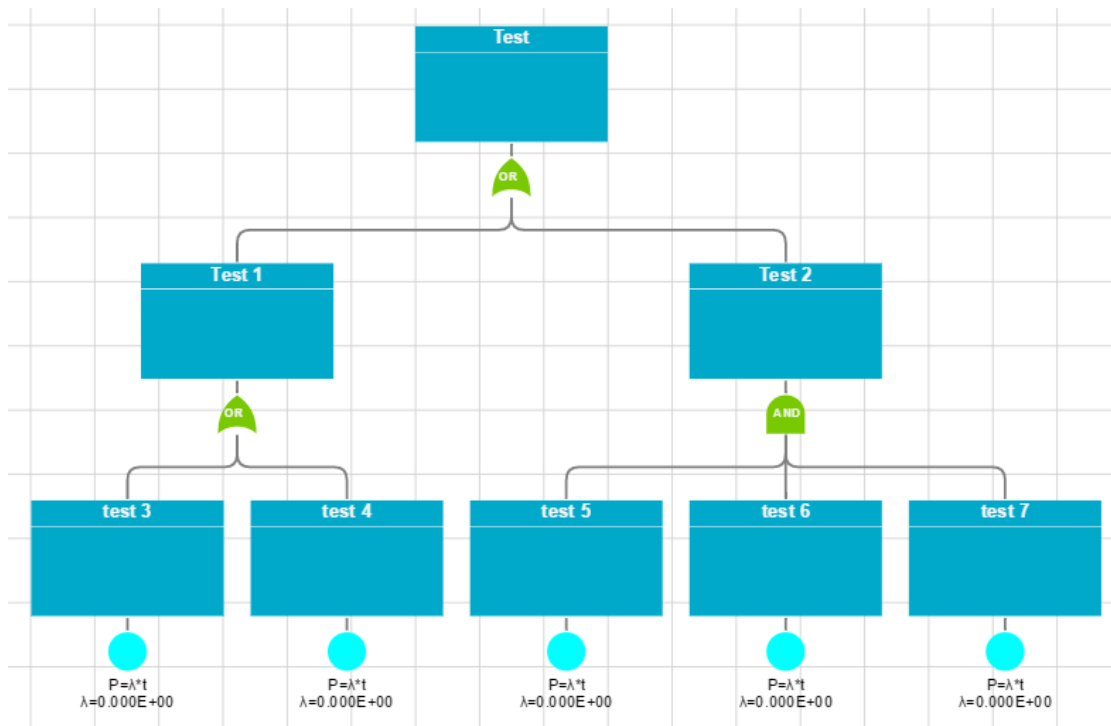 Test
OR
Test 1
Test 2
OR
AND
test 3
test 4
test 5
test 6
test 7
P=λ*t
λ=0.000E+00
P=λ*t
λ=0.000E+00
P=λ*t
λ=0.000E+00
P=λ*t
λ=0.000E+00
P=λ*t
λ=0.000E+00